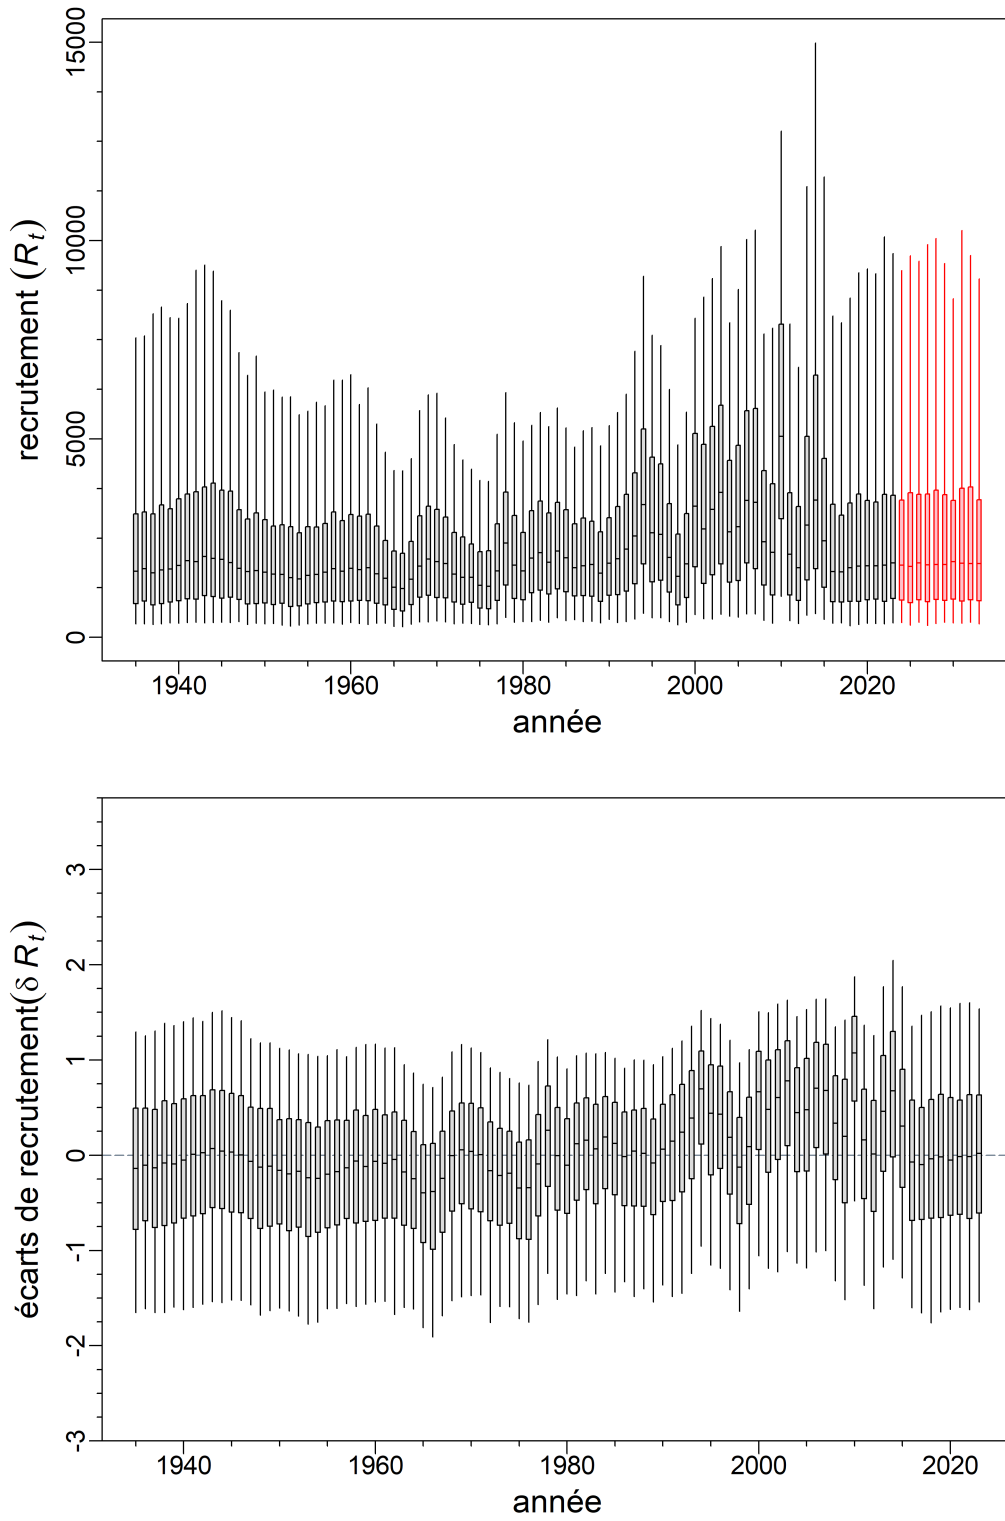 15000
10000
5000
0
recrutement (Rt)
1940 1960 1980 2000 2020
année
3
2
1
0
-1
-2
-3
écarts de recrutement(δ Rt)
1940 1960 1980 2000 2020
année